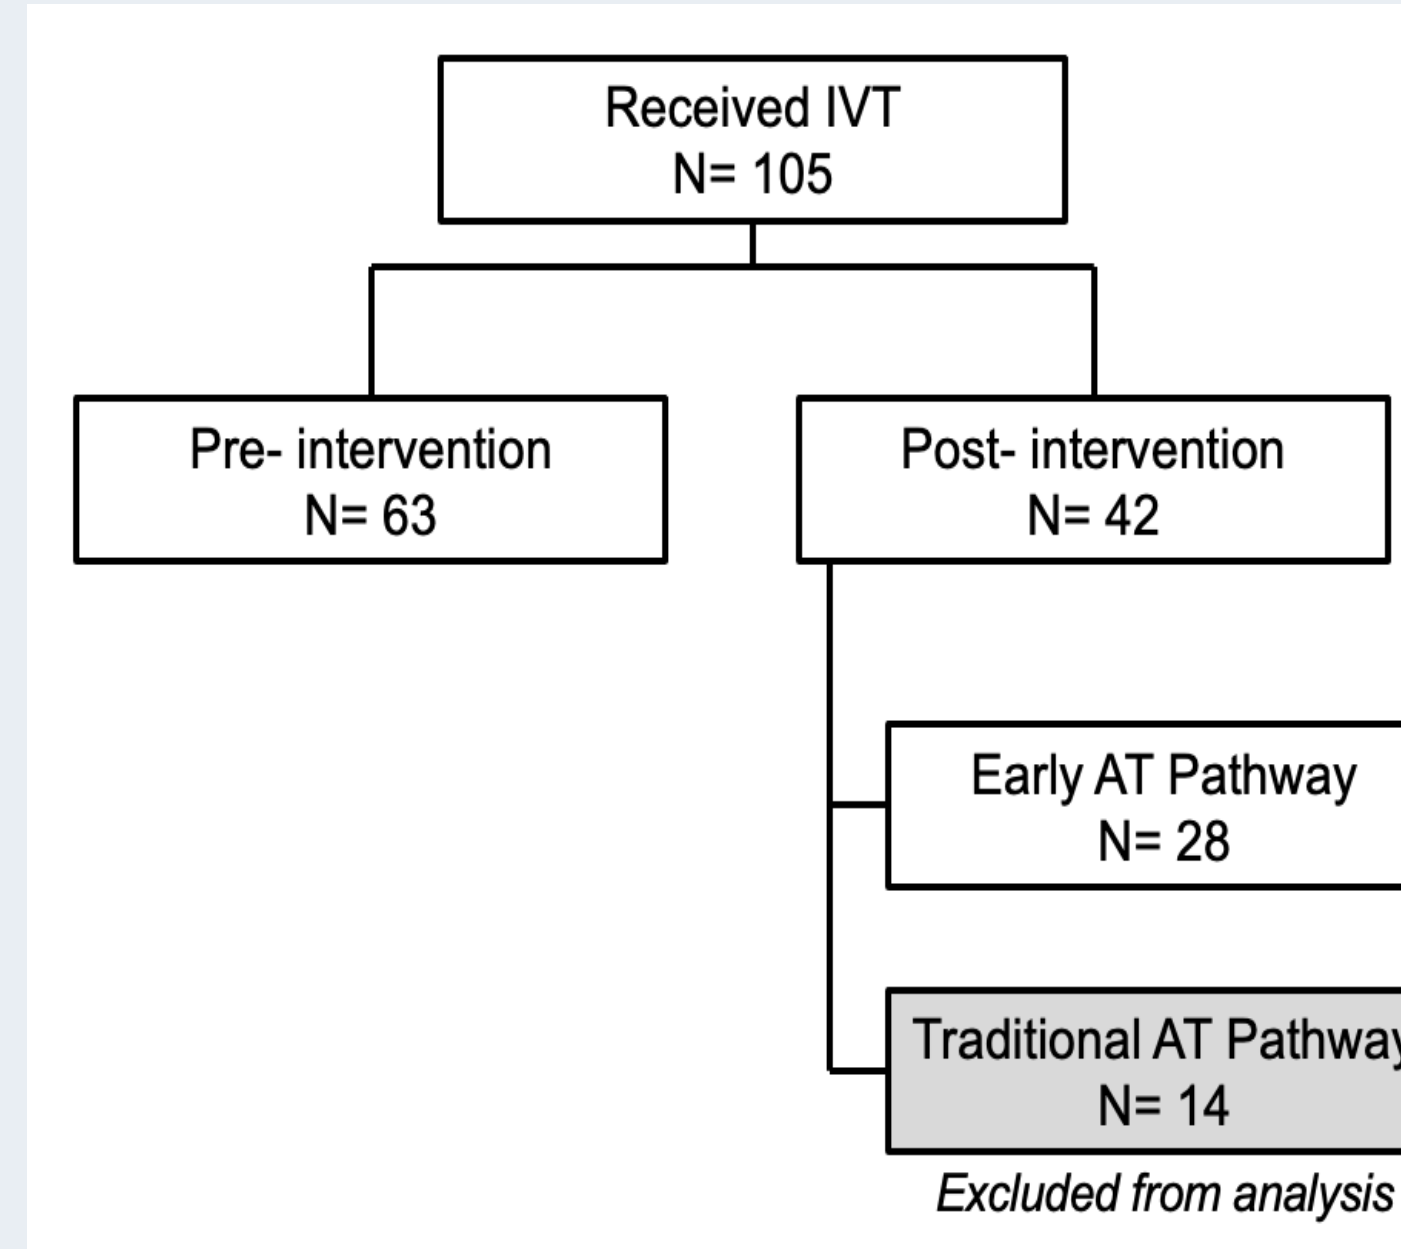 Received IVT
N= 105
Pre- intervention
N= 63
Post- intervention
N= 42
Early AT Pathway
N= 28
Traditional AT Pathway
N= 14
Excluded from analysis